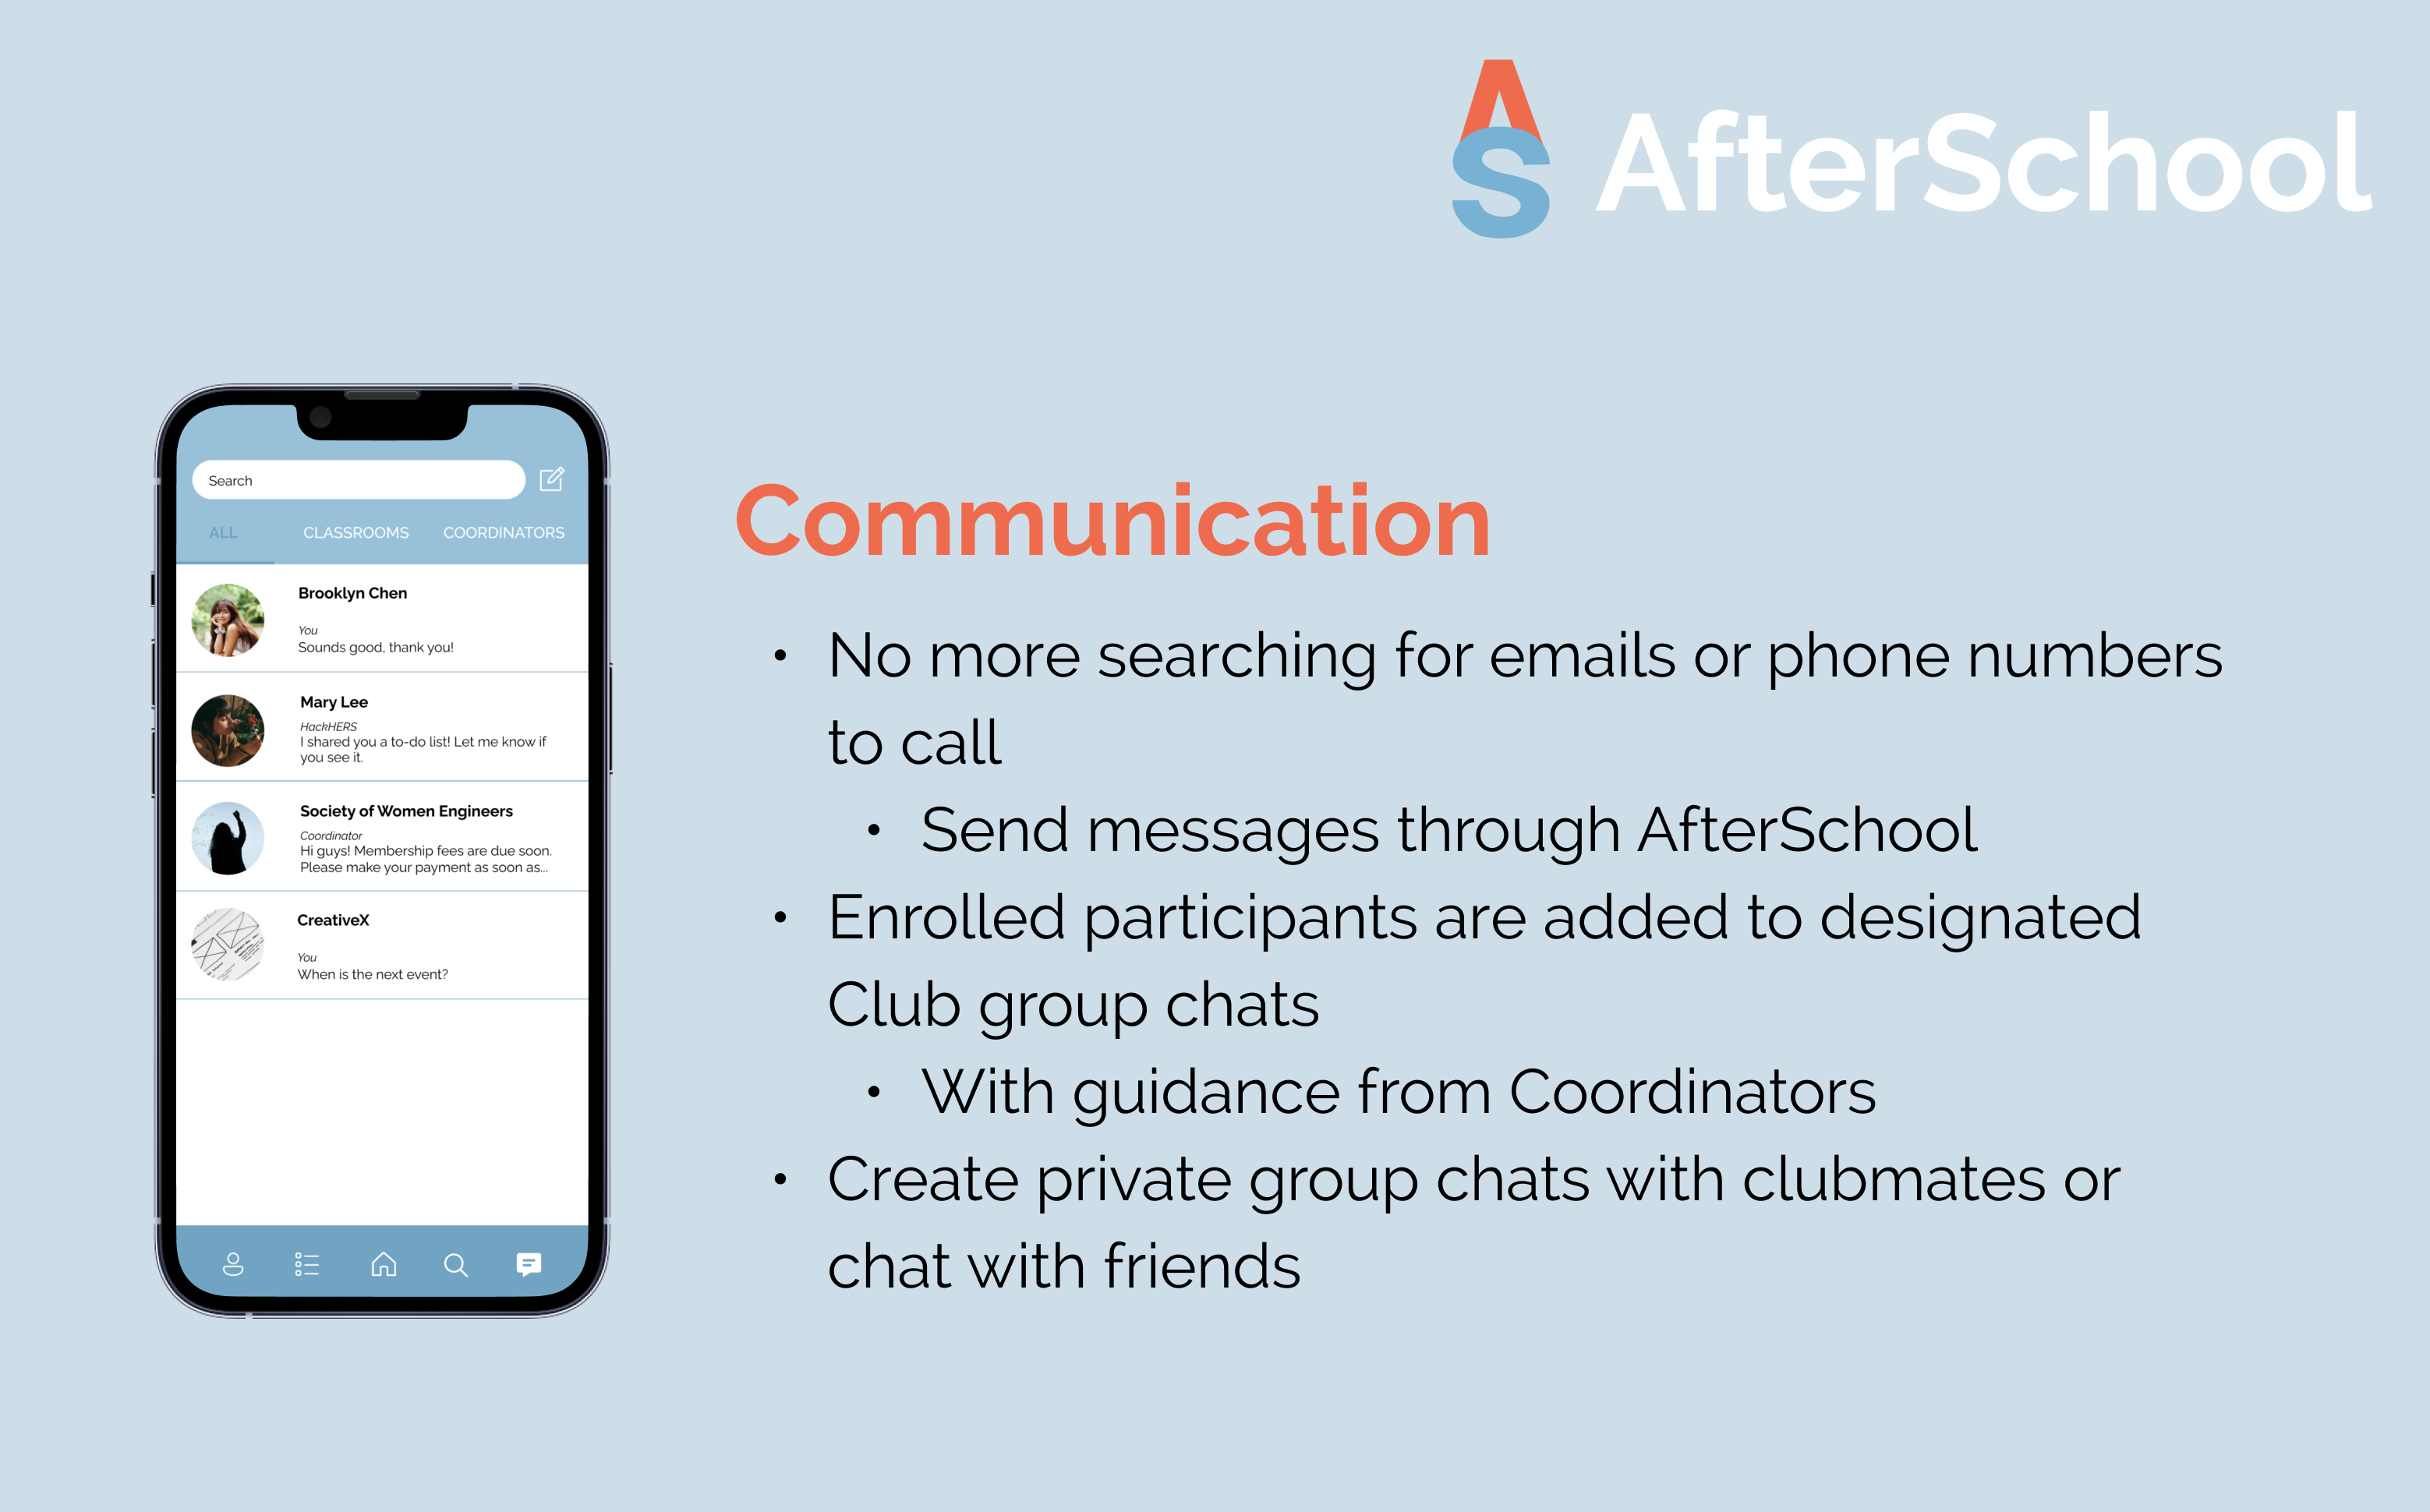 AS AfterSchool
Search
ALL CLASSROOMS COORDINATORS
Brooklyn Chen
You
Sounds good, thank you!
Mary Lee
HackHERS
I shared you a to-do list! Let me know if
you see it.
Society of Women Engineers
Coordinator
Hi guys! Membership fees are due soon.
Please make your payment as soon as...
CreativeX
You
When is the next event?
Communication
• No more searching for emails or phone numbers
to call
• Send messages through AfterSchool
• Enrolled participants are added to designated
Club group chats
• With guidance from Coordinators
• Create private group chats with clubmates or
chat with friends